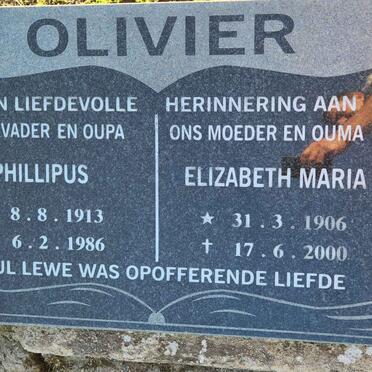 OLIVIER
N LIEFDEVOLLE HERINNERING AAN
VADER EN OUPA
PHILLIPUS
8.8.1913
6.2.1986
ONS MOEDER EN OUMA
ELIZABETH MARIA
★ 31.3.1906
✝ 17.6.2000
UL LEWE WAS OPOFFERENDE LIEFDE